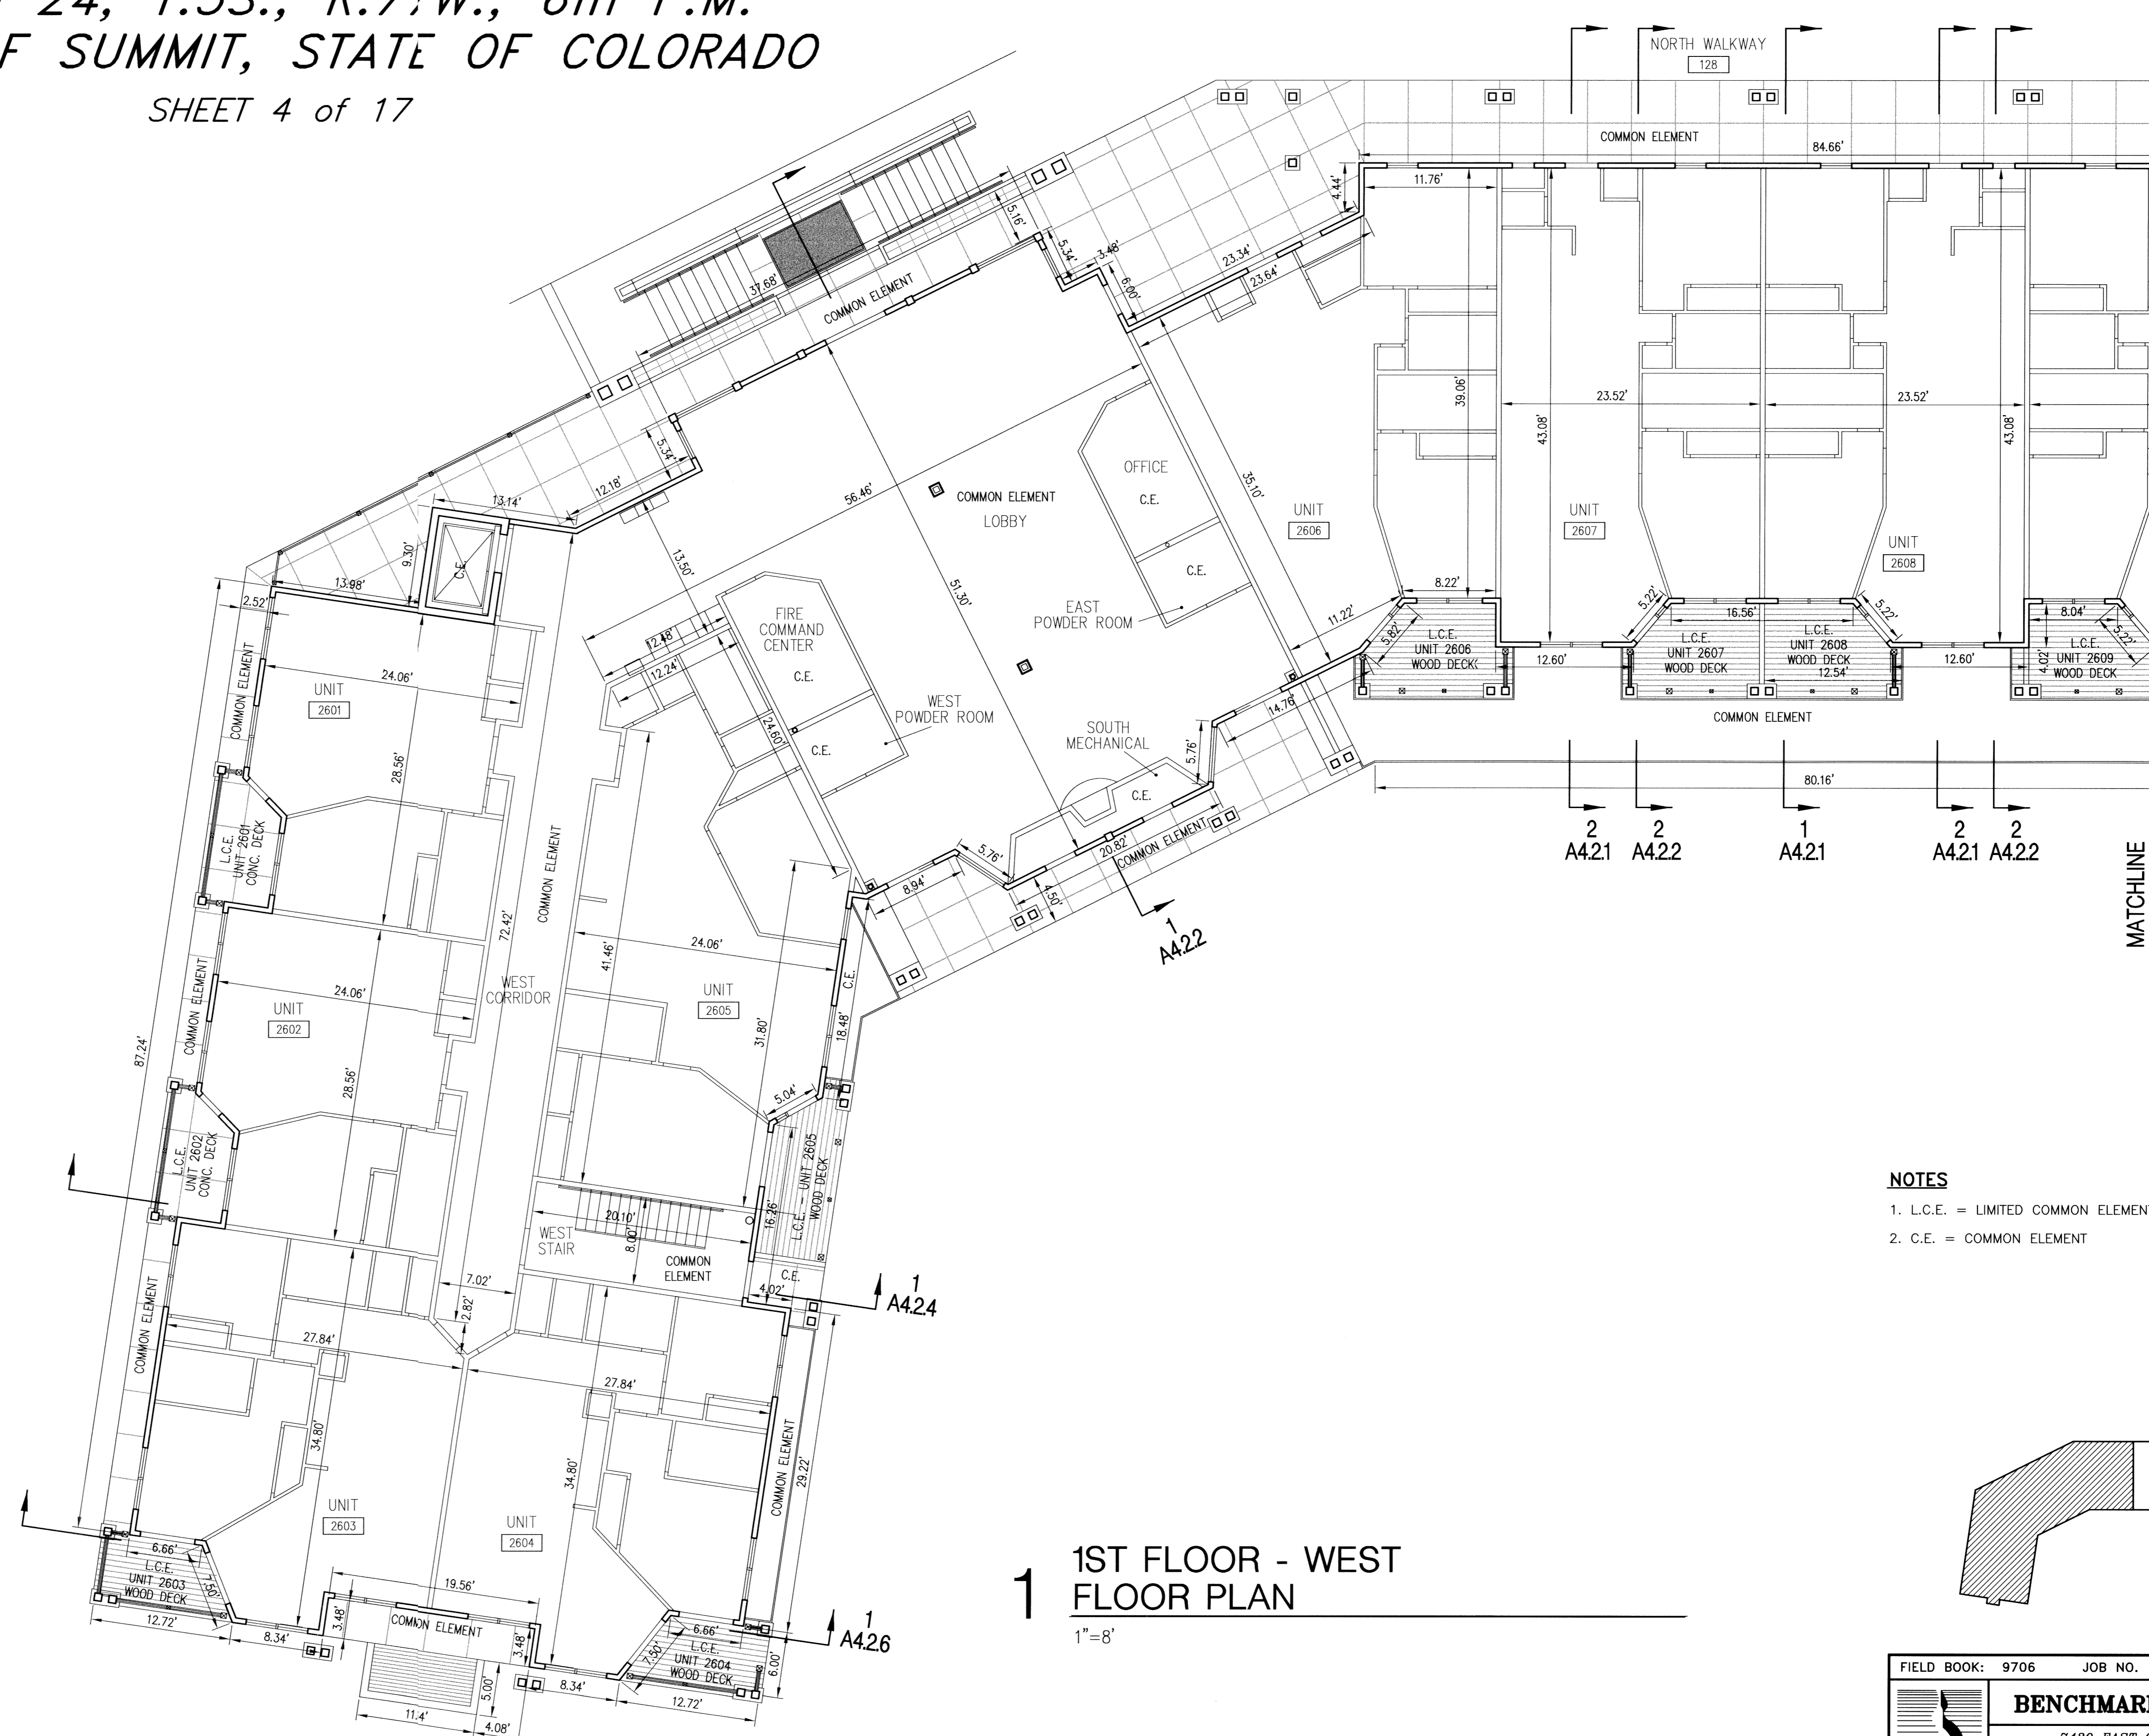 24, T.5S., R.77W., 6th P.M.
F SUMMIT, STATE OF COLORADO
SHEET 4 of 17
NORTH WALKWAY
128
COMMON ELEMENT
84.66'
11.76'
4.44'
5.16'
5.34'
3.48'
6.00'
23.34'
23.64'
37.68'
COMMON ELEMENT
39.06'
43.08'
23.52'
23.52'
43.08'
5.34'
12.18'
13.14'
9.30'
C.E.
13.98'
2.52'
56.46'
COMMON ELEMENT
LOBBY
OFFICE
C.E.
C.E.
35.10'
UNIT
2606
UNIT
2607
UNIT
2608
13.50'
51.30'
EAST
POWDER ROOM
FIRE
COMMAND
CENTER
C.E.
12.48'
12.24'
24.60'
WEST
POWDER ROOM
C.E.
SOUTH
MECHANICAL
C.E.
11.22'
14.76'
5.76'
8.22'
5.82'
L.C.E.
UNIT 2606
WOOD DECK
12.60'
5.22'
16.56'
L.C.E.
UNIT 2607
WOOD DECK
L.C.E.
UNIT 2608
WOOD DECK
12.54'
5.22'
12.60'
8.04'
4.02'
5.22'
L.C.E.
UNIT 2609
WOOD DECK
COMMON ELEMENT
80.16'
2
A4.2.1
2
A4.2.2
1
A4.2.1
2
A4.2.1
2
A4.2.2
MATCHLINE
20.82'
COMMON ELEMENT
5.76'
8.94'
4.50'
1
A4.2.2
COMMON ELEMENT
24.06'
UNIT
2601
28.56'
L.C.E.
UNIT 2601
CONC. DECK
87.24'
COMMON ELEMENT
24.06'
UNIT
2602
28.56'
L.C.E.
UNIT 2602
CONC. DECK
COMMON ELEMENT
72.42'
WEST
CORRIDOR
41.46'
24.06'
UNIT
2605
31.80'
C.E.
18.48'
5.04'
16.26'
L.C.E. - UNIT 2605
WOOD DECK
20.10'
8.00'
WEST
STAIR
COMMON
ELEMENT
C.E.
4.02'
1
A4.2.4
7.02'
2.82'
COMMON ELEMENT
27.84'
27.84'
34.80'
34.80'
COMMON ELEMENT
29.22'
UNIT
2603
UNIT
2604
6.66'
L.C.E.
UNIT 2603
WOOD DECK
7.50'
12.72'
8.34'
3.48'
19.56'
COMMON ELEMENT
3.48'
11.4'
5.00'
4.08'
8.34'
7.50'
6.66'
L.C.E.
UNIT 2604
WOOD DECK
12.72'
6.00'
1
A4.2.6
1
1ST FLOOR - WEST
FLOOR PLAN
1"=8'
NOTES
1. L.C.E. = LIMITED COMMON ELEMENT
2. C.E. = COMMON ELEMENT
FIELD BOOK: 9706 JOB NO.
BENCHMAR